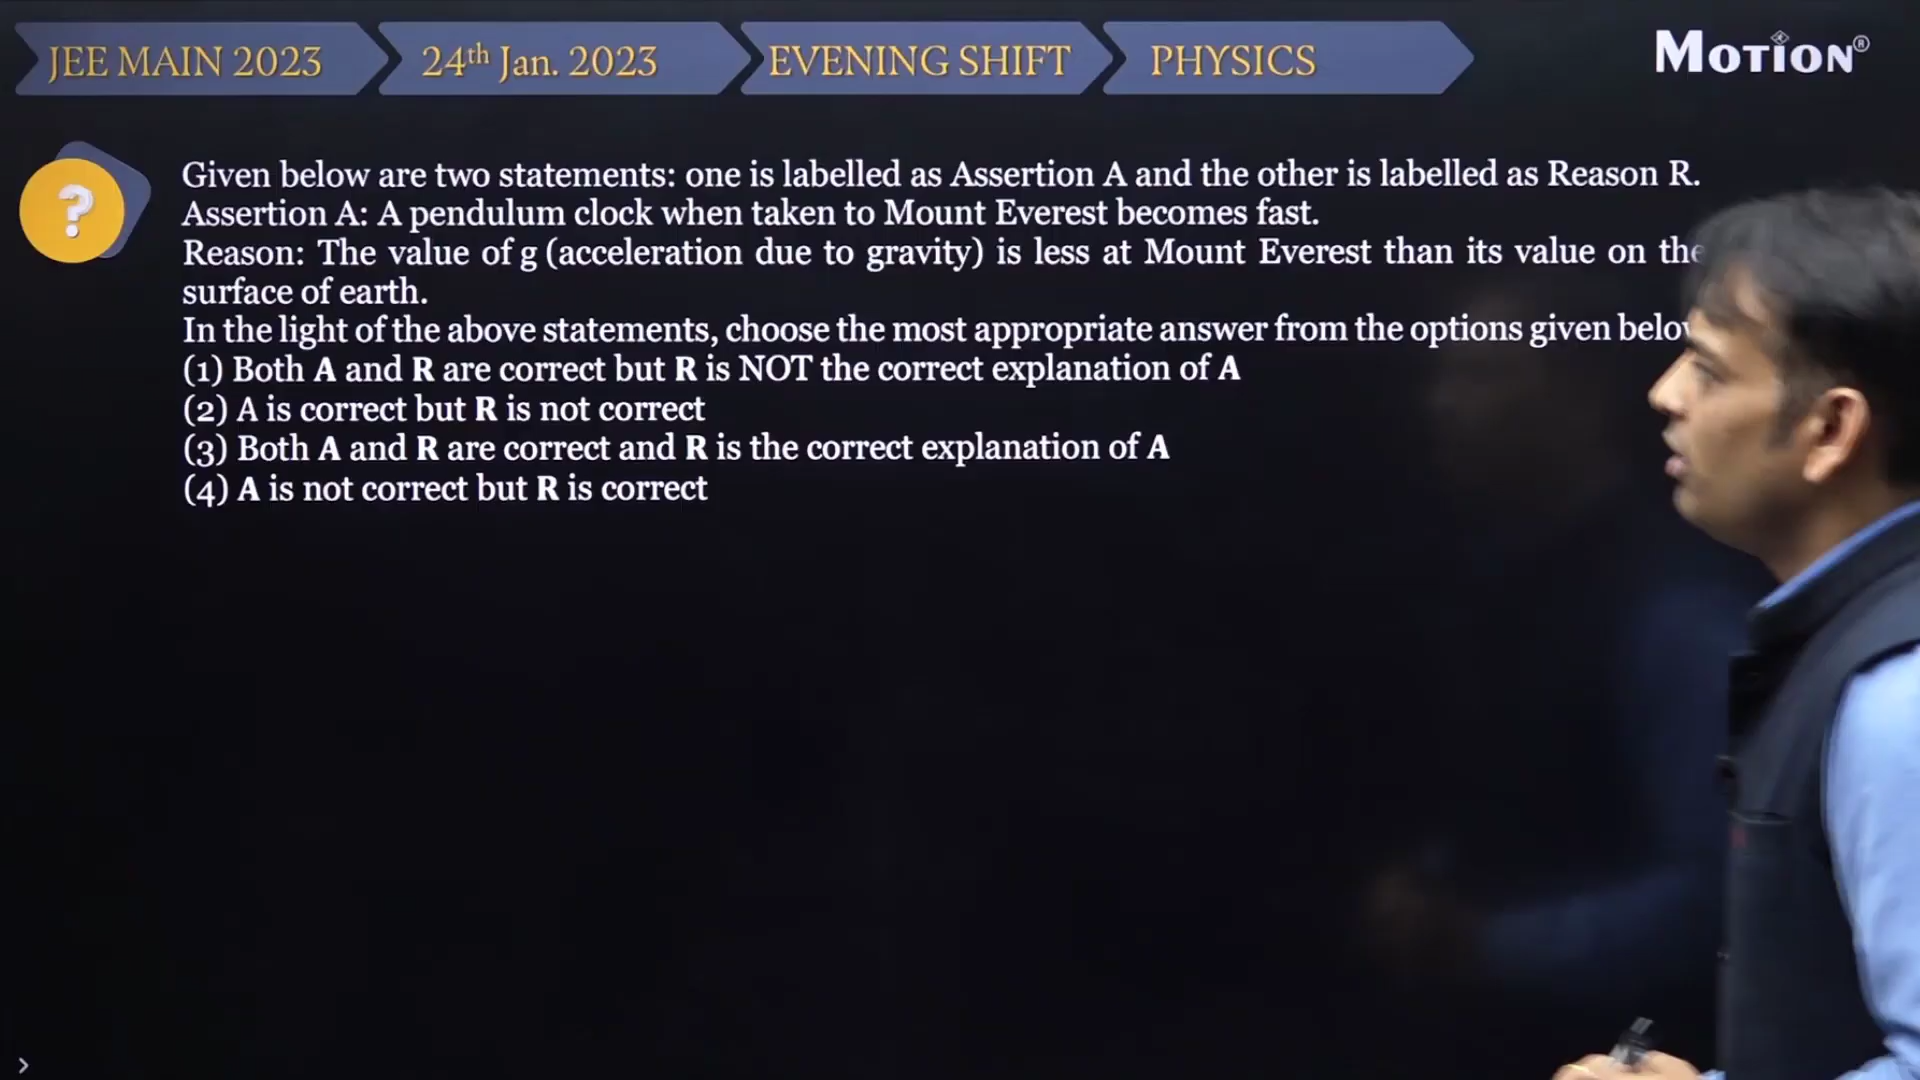 JEE MAIN 2023
24th Jan. 2023
EVENING SHIFT
PHYSICS
MOTION®
?
Given below are two statements: one is labelled as Assertion A and the other is labelled as Reason R.
Assertion A: A pendulum clock when taken to Mount Everest becomes fast.
Reason: The value of g (acceleration due to gravity) is less at Mount Everest than its value on the
surface of earth.
In the light of the above statements, choose the most appropriate answer from the options given
(1) Both A and R are correct but R is NOT the correct explanation of A
(2) A is correct but R is not correct
(3) Both A and R are correct and R is the correct explanation of A
(4) A is not correct but R is correct